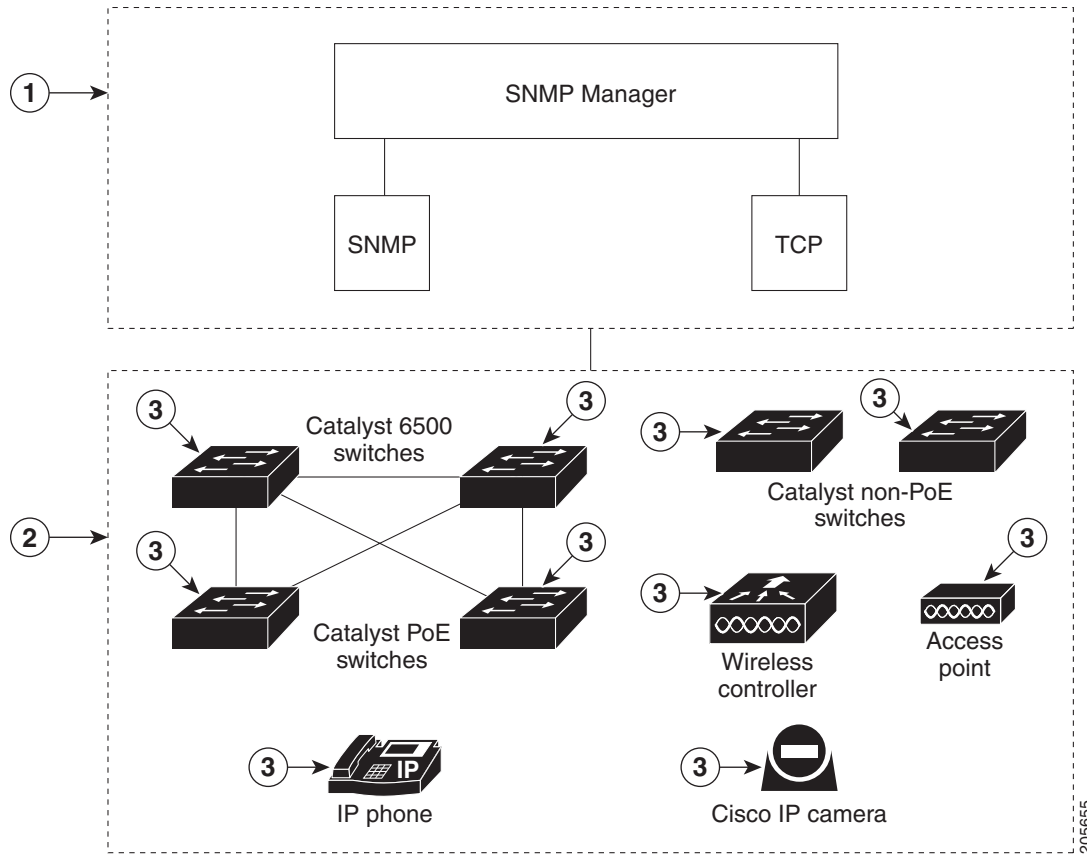 1
SNMP Manager
SNMP
TCP
2
3
3
Catalyst 6500
switches
3
3
Catalyst PoE
switches
3
3
Catalyst non-PoE
switches
3
Wireless
controller
3
Access
point
3
IP
IP phone
3
Cisco IP camera
205655